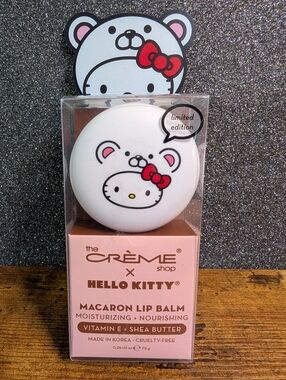 limited
edition
the
CRÈME®
shop
×
HELLO KITTY®
MACARON LIP BALM
MOISTURIZING • NOURISHING
VITAMIN E + SHEA BUTTER
MADE IN KOREA • CRUELTY-FREE